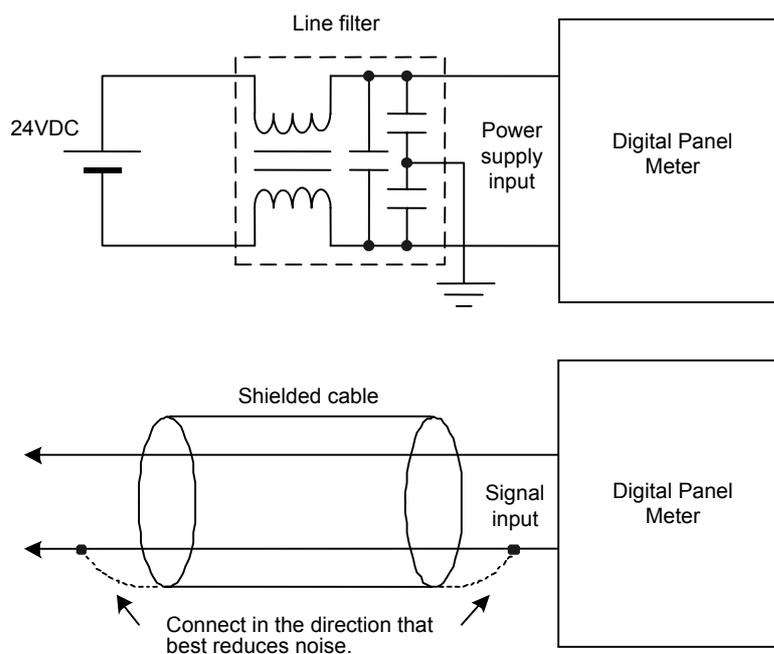 Line filter
24VDC
Power
supply
input
Digital Panel
Meter
Shielded cable
Signal
input
Digital Panel
Meter
Connect in the direction that
best reduces noise.